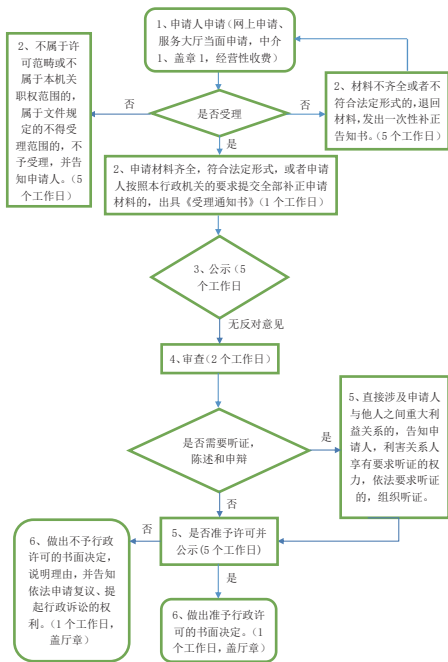 1、申请人申请(网上申请、
服务大厅当面申请，中介
1、盖章 1，经营性收费）
2、不属于许
可范畴或不
属于本机关
职权范围的，
属于文件规
定的不得受
理范围的，不
予受理，并告
知申请人。（5
个工作日）
否
是否受理
否
2、材料不齐全或者不
符合法定形式的，退回
材料，发出一次性补正
告知书。（5 个工作日）
是
2、申请材料齐全，符合法定形式，或者申请
人按照本行政机关的要求提交全部补正申请
材料的，出具《受理通知书》（1 个工作日）
3、公示（5
个工作日
无反对意见
4、审查（2 个工作日）
是否需要听证，
陈述和申辩
是
5、直接涉及申请人
与他人之间重大利
益关系的，告知申
请人，利害关系人
享有要求听证的权
力，依法要求听证
的，组织听证。
否
5、是否准予许可并
公示(5 个工作日)
否
6、做出不予行政
许可的书面决定，
说明理由，并告知
依法申请复议、提
起行政诉讼的权
利。（1 个工作日，
盖厅章）
是
6、做出准予行政许
可的书面决定。（1
个工作日，盖厅章）